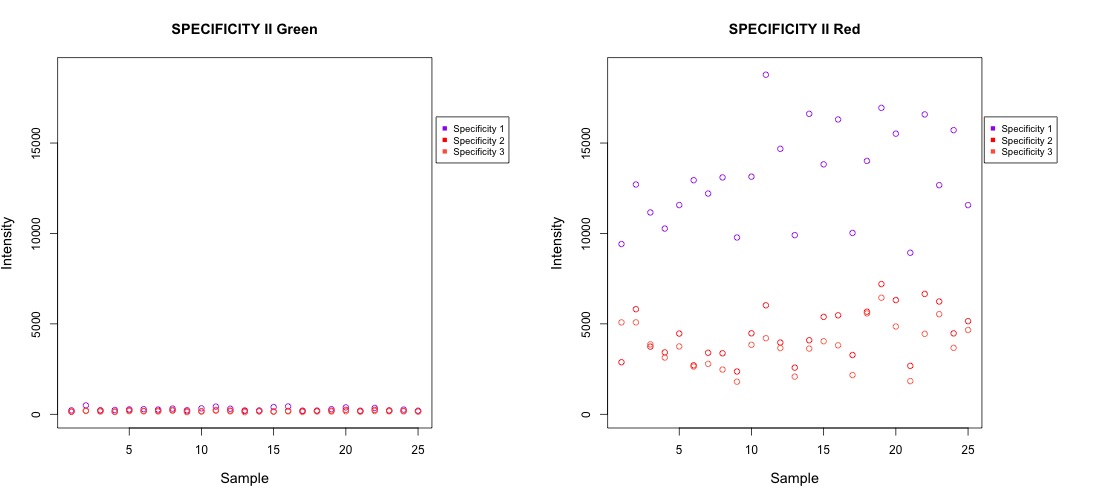 SPECIFICITY II Green
Intensity
15000
10000
5000
0
5 10 15 20 25
Sample
Specificity 1
Specificity 2
Specificity 3
SPECIFICITY II Red
Intensity
15000
10000
5000
0
5 10 15 20 25
Sample
Specificity 1
Specificity 2
Specificity 3